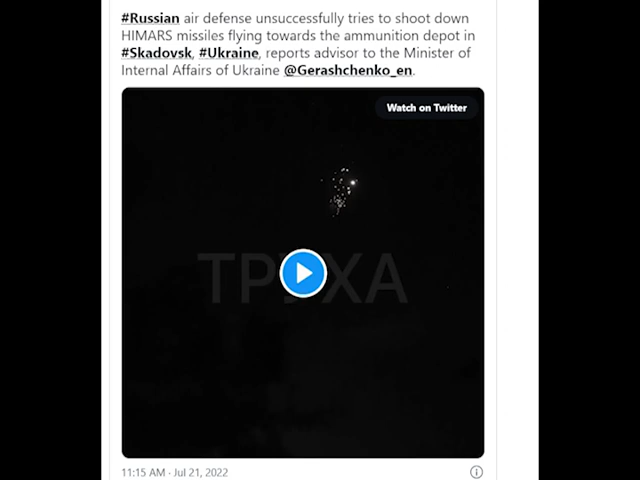 #Russian air defense unsuccessfully tries to shoot down
HIMARS missiles flying towards the ammunition depot in
#Skadovsk, #Ukraine, reports advisor to the Minister of
Internal Affairs of Ukraine @Gerashchenko_en.
Watch on Twitter
ТРУХА
11:15 AM · Jul 21, 2022